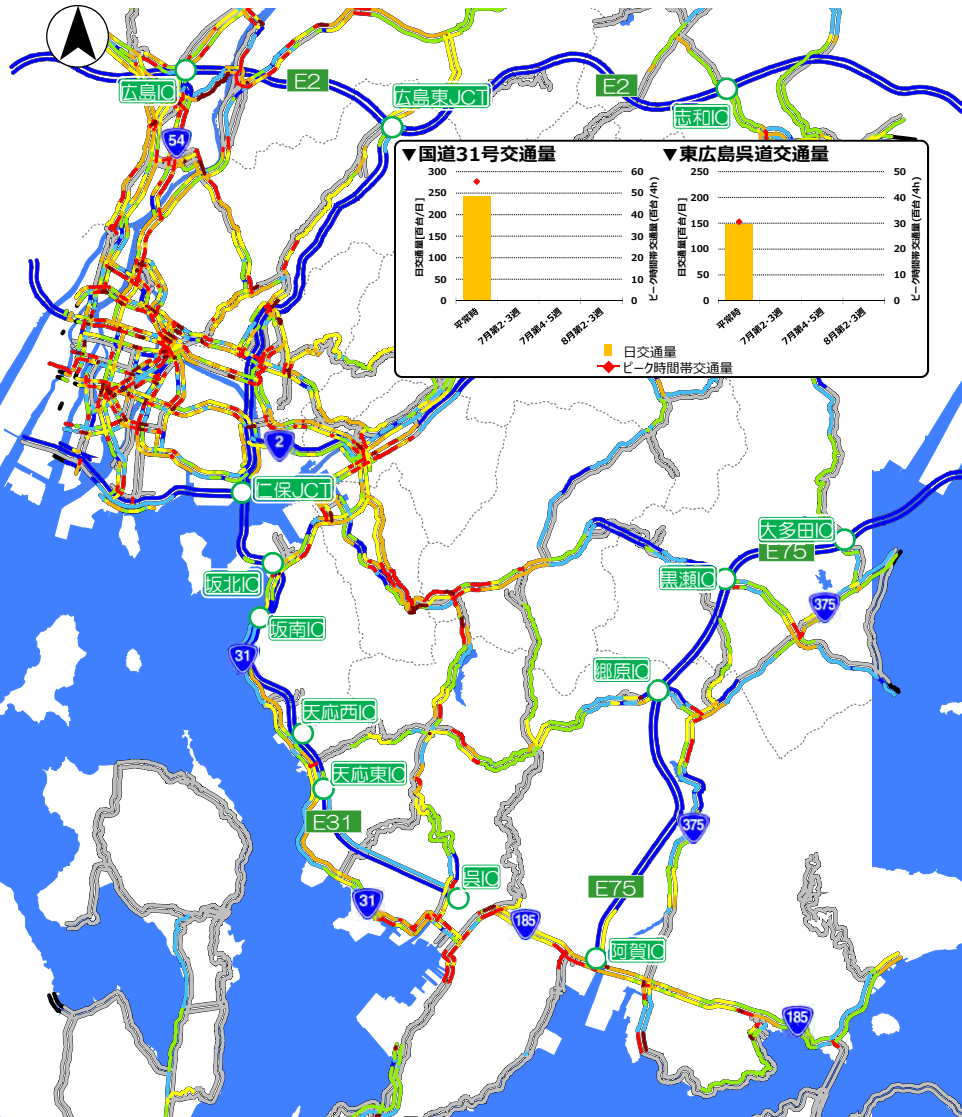 広島IC
E2
広島東JCT
E2
志和IC
54
▼国道31号交通量
▼東広島呉道交通量
日交通量[百台/日]
300
250
200
150
100
50
0
60
50
40
30
20
10
0
ピーク時間帯交通量(百台/4h)
平常時
7月第2・3週
7月第4・5週
8月第2・3週
日交通量[百台/日]
250
200
150
100
50
0
50
40
30
20
10
0
ピーク時間帯交通量(百台/4h)
平常時
7月第2・3週
7月第4・5週
8月第2・3週
日交通量
ピーク時間帯交通量
2
仁保JCT
大多田IC
E75
黒瀬IC
坂北IC
375
坂南IC
31
郷原IC
天応西IC
天応東IC
E31
375
呉IC
E75
31
185
阿賀IC
185